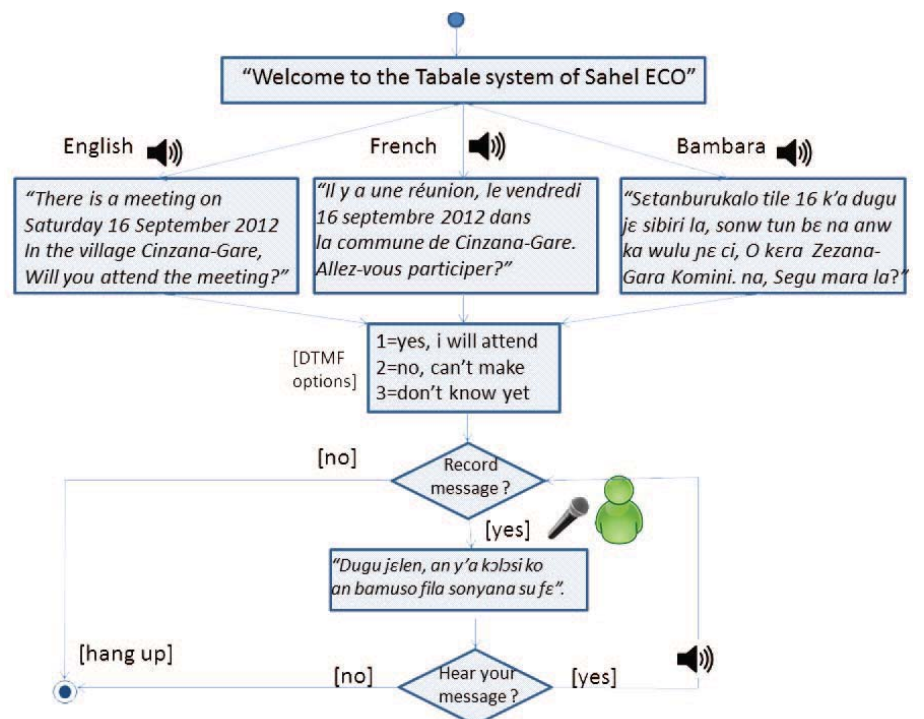 “Welcome to the Tabale system of Sahel ECO”
English
French
Bambara
“There is a meeting on
Saturday 16 September 2012
In the village Cinzana-Gare,
Will you attend the meeting?”
“Il y a une réunion, le vendredi
16 septembre 2012 dans
la commune de Cinzana-Gare.
Allez-vous participer?”
“Sɛtanburukalo tile 16 k’a dugu
jɛ sibiri la, sonw tun bɛ na anw
ka wulu ɲɛ ci, O kɛra Zezana-
Gara Komini. na, Segu mara la?”
[DTMF
options]
1=yes, i will attend
2=no, can’t make
3=don’t know yet
[no]
Record
message ?
[yes]
“Dugu jɛlen, an y’a kɔlɔsi ko
an bamuso fila sonyana su fɛ”.
[hang up]
[no]
Hear your
message ?
[yes]